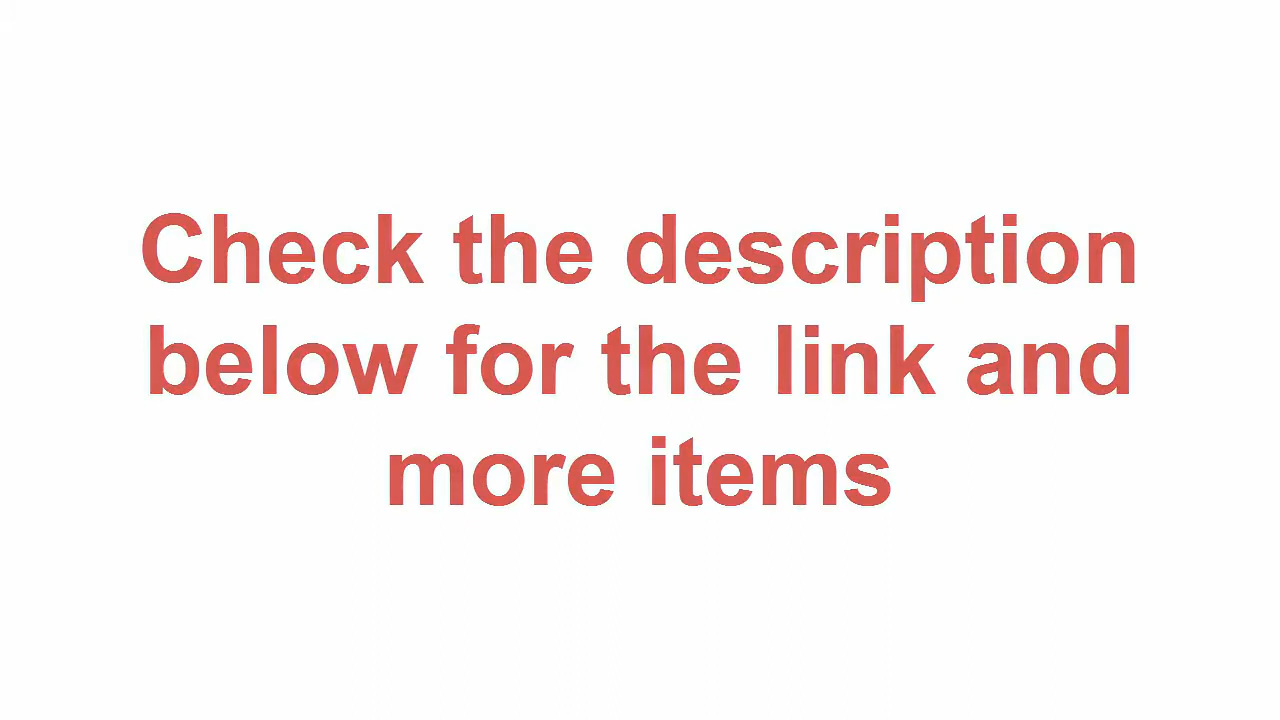 Check the description
below for the link and
more items